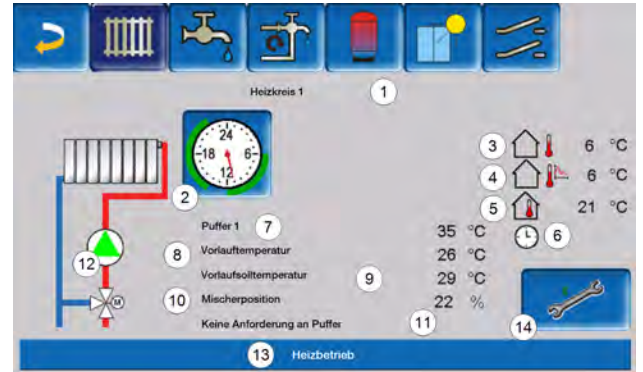 Heizkreis 1
1
24
18 6
12
2
3 6 °C
4 6 °C
5 21 °C
6
Puffer 1 7 35 °C
8 Vorlauftemperatur 26 °C
Vorlaufsolltemperatur 9 29 °C
10 Mischerposition 22 %
Keine Anforderung an Puffer 11
12
M
14
13 Heizbetrieb